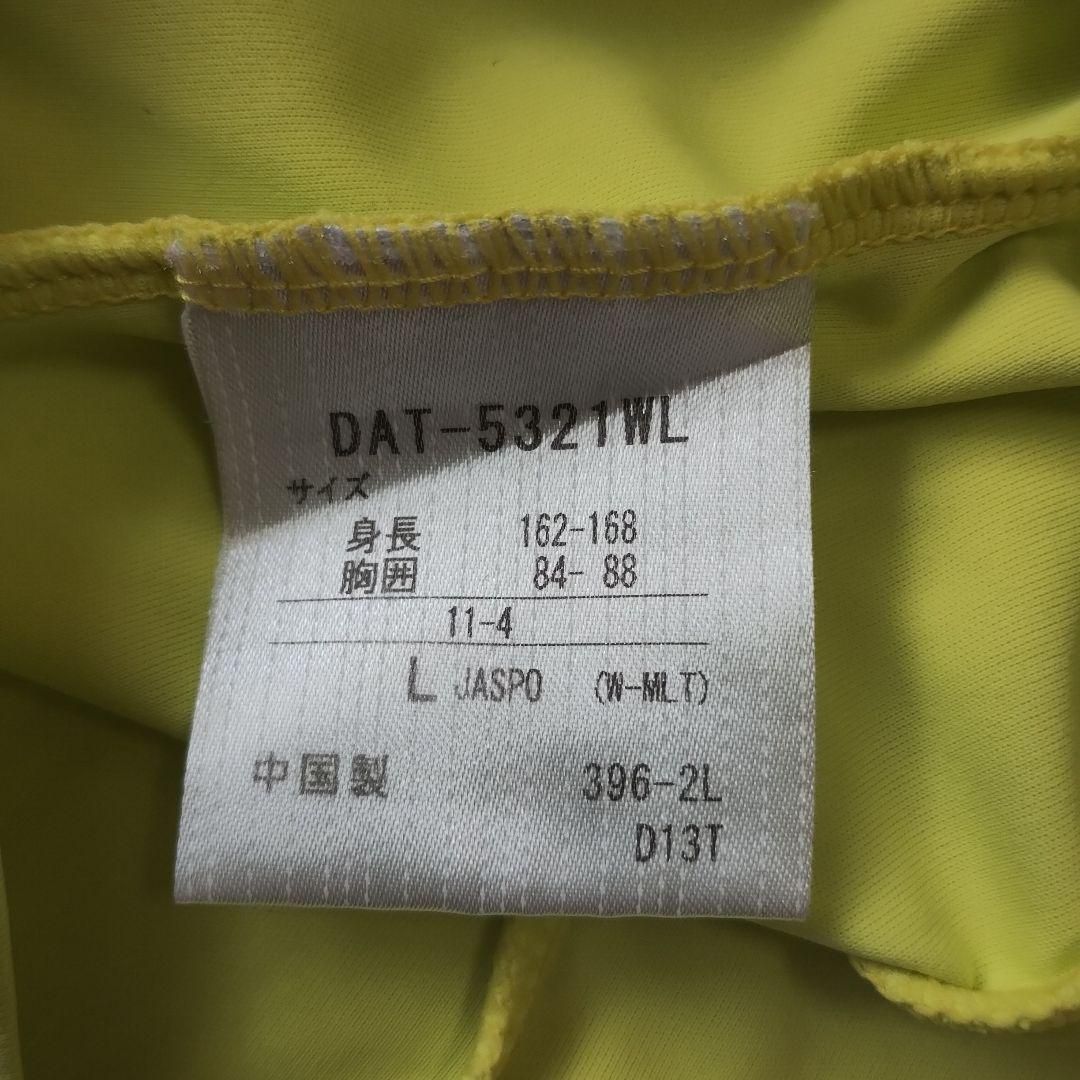 DAT-5321WL
サイズ
身長 162-168
胸囲 84- 88
11-4
L JASPO (W-MLT)
中国製 396-2L
D13T